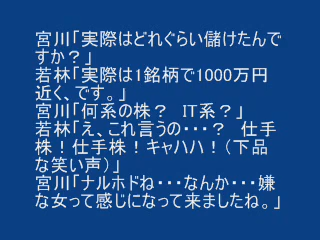 宮川「実際はどれぐらい儲けたんで
すか？」
若林「実際は1銘柄で1000万円
近く、です。」
宮川「何系の株？　IT系？」
若林「え、これ言うの・・・？　仕手
株！仕手株！キャハハ！（下品
な笑い声）」
宮川「ナルホドね・・・なんか・・・嫌
な女って感じになって来ましたね。」